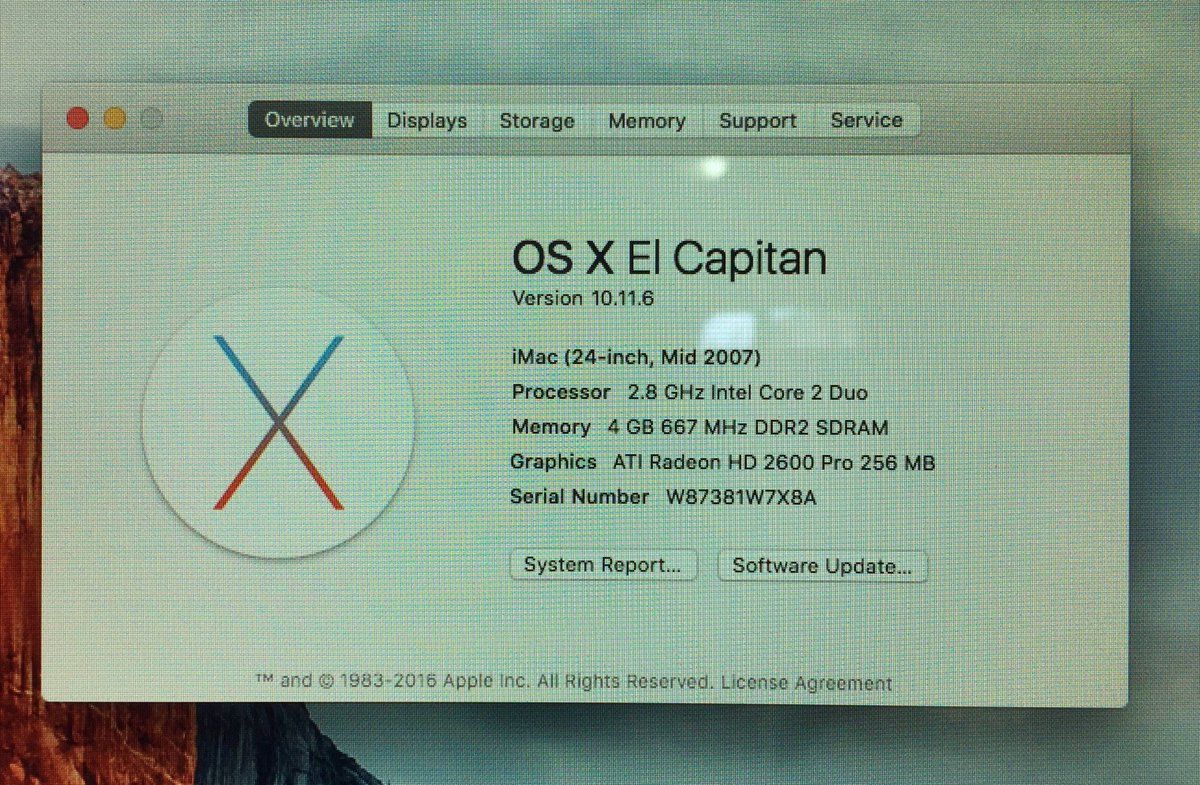 Overview Displays Storage Memory Support Service
OS X El Capitan
Version 10.11.6
iMac (24-inch, Mid 2007)
Processor 2.8 GHz Intel Core 2 Duo
Memory 4 GB 667 MHz DDR2 SDRAM
Graphics ATI Radeon HD 2600 Pro 256 MB
Serial Number W87381W7X8A
System Report... Software Update...
™ and © 1983-2016 Apple Inc. All Rights Reserved. License Agreement